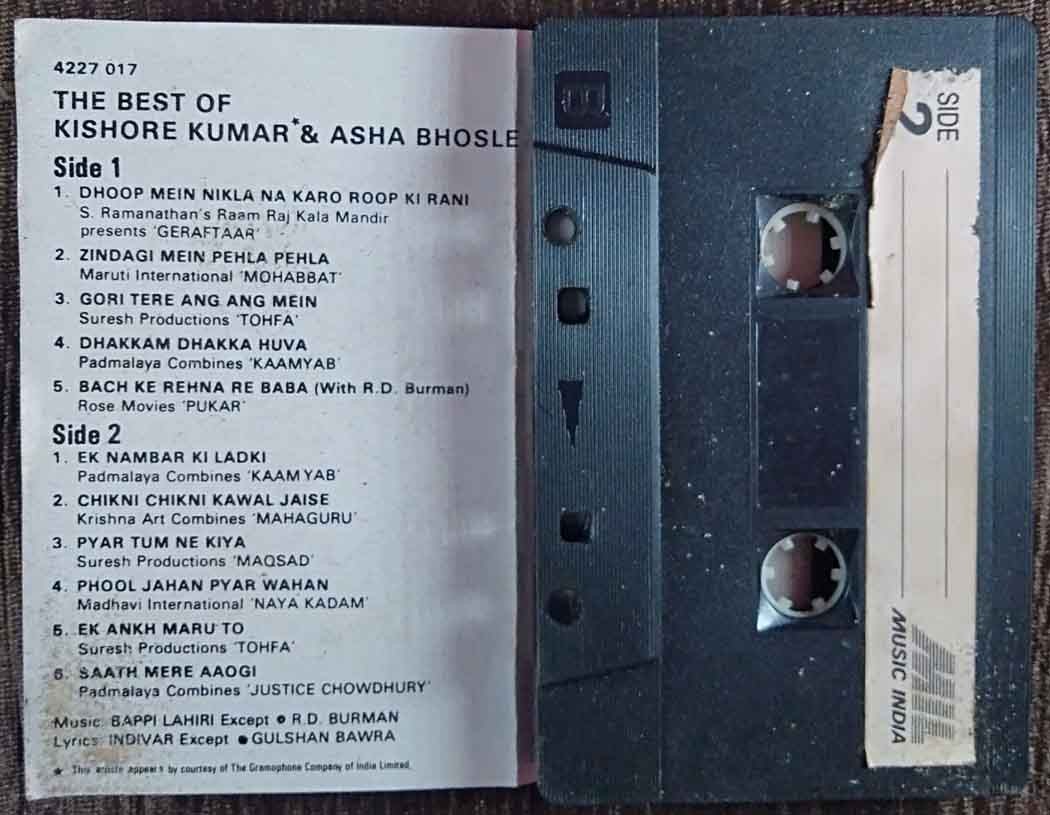 4227 017
THE BEST OF
KISHORE KUMAR* & ASHA BHOSLE
Side 1
1. DHOOP MEIN NIKLA NA KARO ROOP KI RANI
S. Ramanathan's Raam Raj Kala Mandir
presents 'GERAFTAAR'
2. ZINDAGI MEIN PEHLA PEHLA
Maruti International 'MOHABBAT'
3. GORI TERE ANG ANG MEIN
Suresh Productions 'TOHFA'
4. DHAKKAM DHAKKA HUVA
Padmalaya Combines 'KAAMYAB'
5. BACH KE REHNA RE BABA (With R.D. Burman)
Rose Movies 'PUKAR'
Side 2
1. EK NAMBAR KI LADKI
Padmalaya Combines 'KAAMYAB'
2. CHIKNI CHIKNI KAWAL JAISE
Krishna Art Combines 'MAHAGURU'
3. PYAR TUM NE KIYA
Suresh Productions 'MAQSAD'
4. PHOOL JAHAN PYAR WAHAN
Madhavi International 'NAYA KADAM'
5. EK ANKH MARU TO
Suresh Productions 'TOHFA'
6. SAATH MERE AAOGI
Padmalaya Combines 'JUSTICE CHOWDHURY'
Music: BAPPI LAHIRI Except ● R.D. BURMAN
Lyrics: INDIVAR Except ● GULSHAN BAWRA
* This artiste appears by courtesy of The Gramophone Company of India Limited.
SIDE
2
MIL
MUSIC INDIA